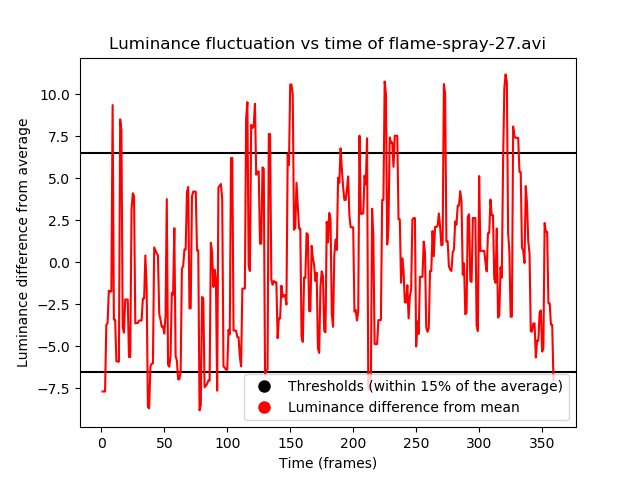 Luminance fluctuation vs time of flame-spray-27.avi
Luminance difference from average
10.0
7.5
5.0
2.5
0.0
−2.5
−5.0
−7.5
Thresholds (within 15% of the average)
Luminance difference from mean
0 50 100 150 200 250 300 350
Time (frames)